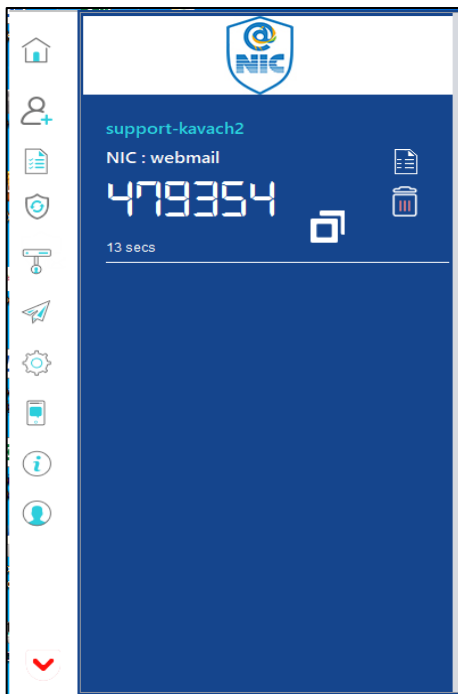 @
NIC
support-kavach2
NIC : webmail
479354
13 secs
i